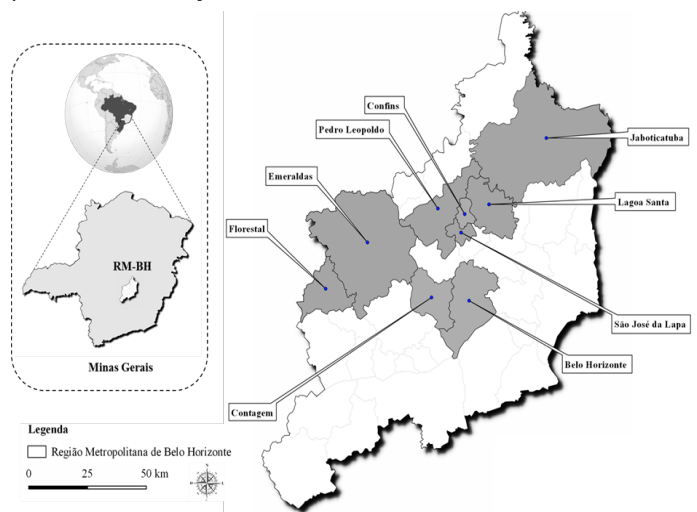 RM-BH
Minas Gerais
Legenda
Região Metropolitana de Belo Horizonte
0 25 50 km
Confins
Pedro Leopoldo
Jaboticatuba
Emeraldas
Lagoa Santa
Florestal
São José da Lapa
Belo Horizonte
Contagem